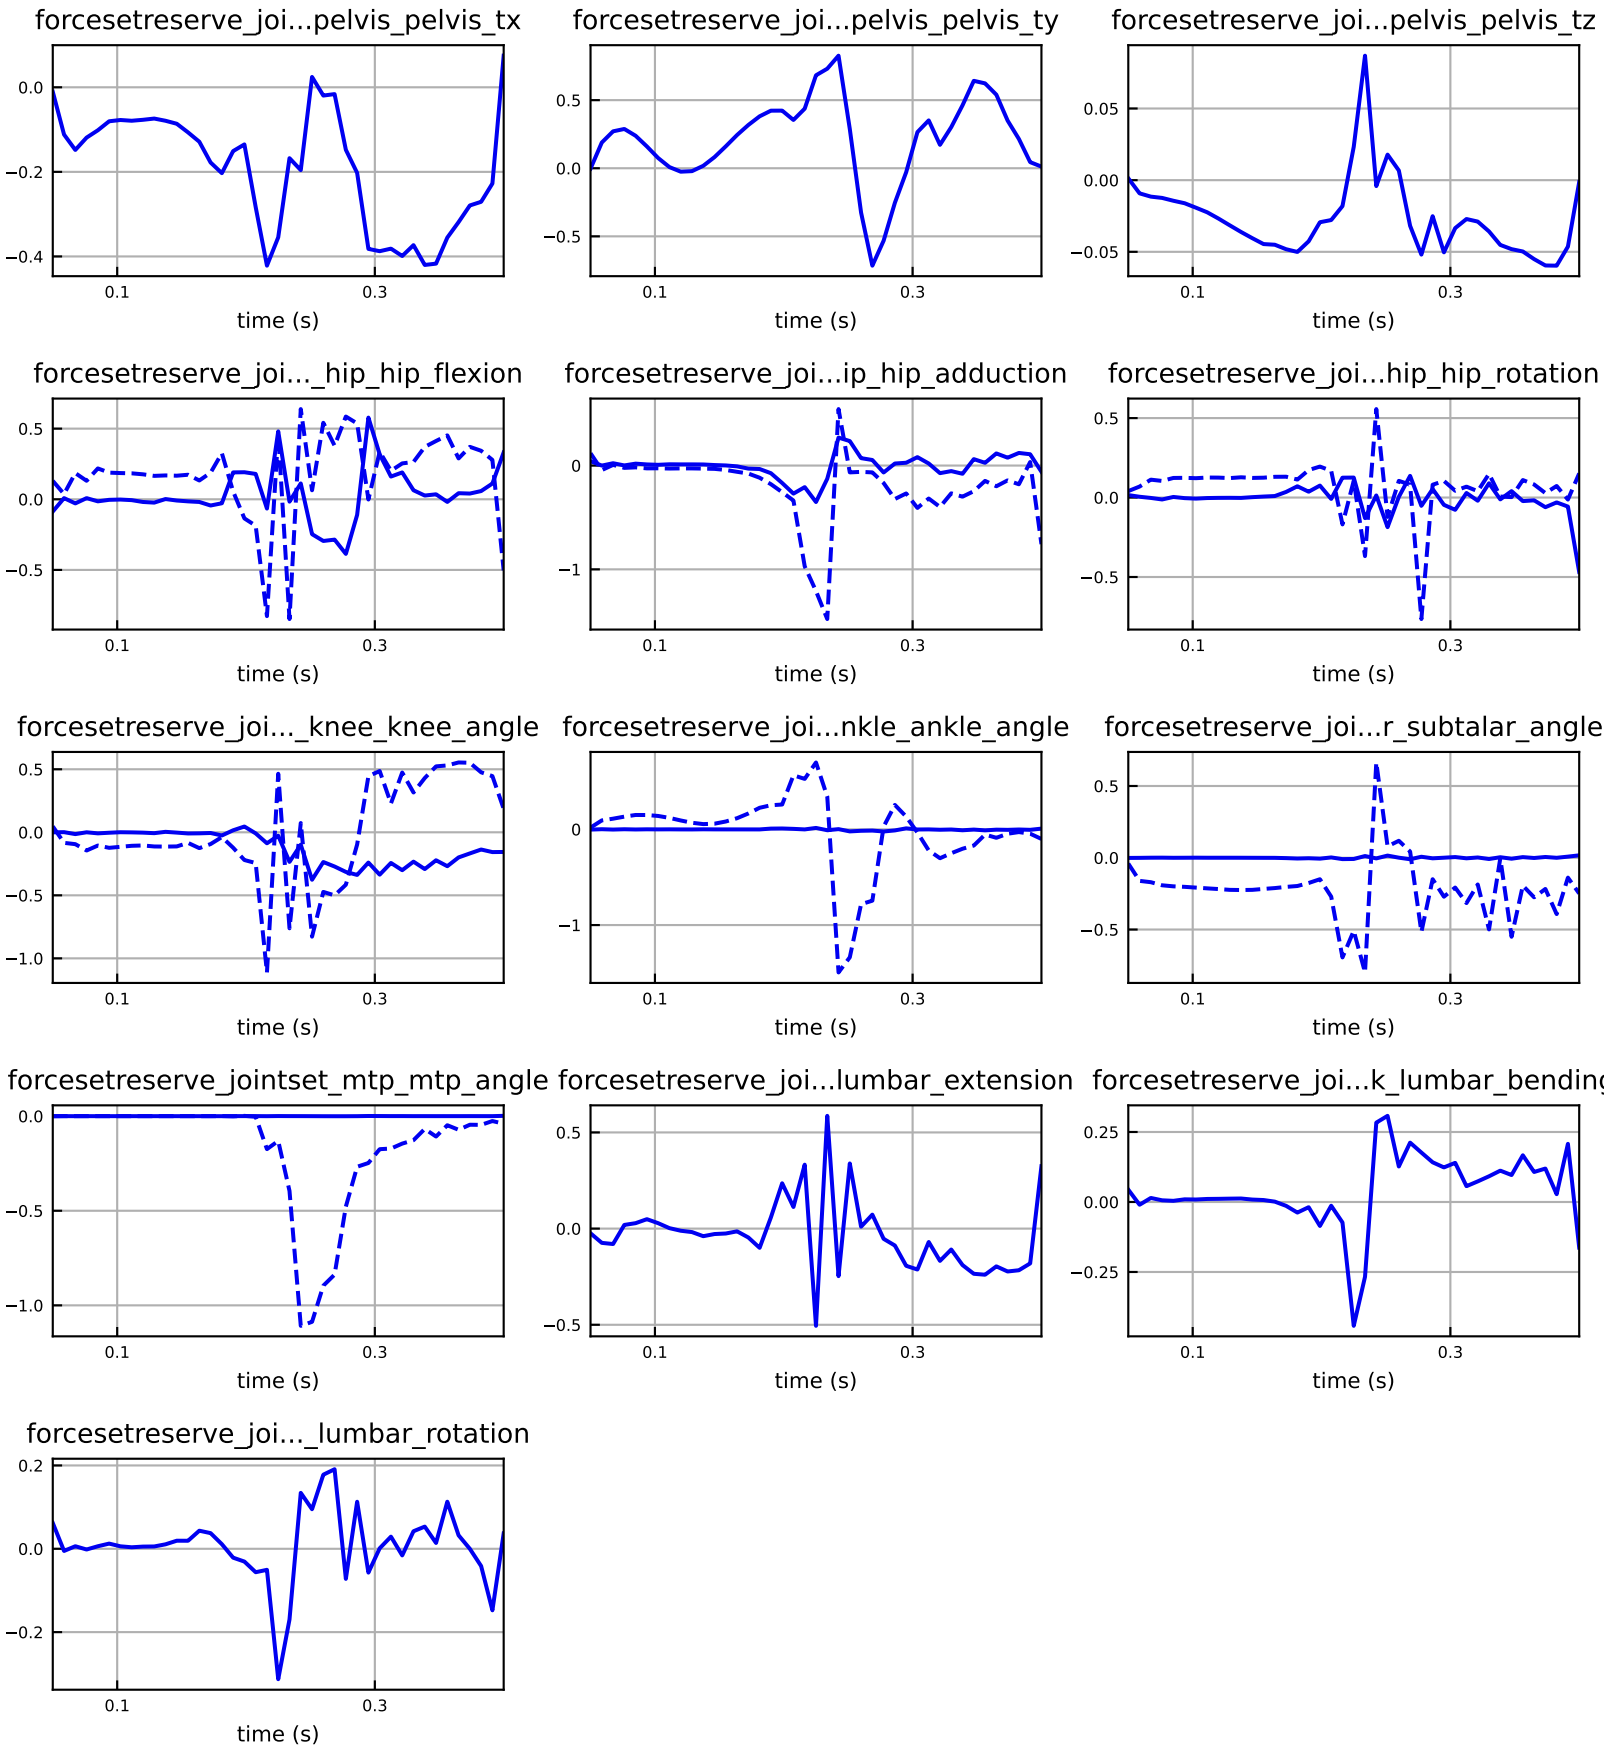 forcesetreserve_joi...pelvis_pelvis_tx
forcesetreserve_joi...pelvis_pelvis_ty
forcesetreserve_joi...pelvis_pelvis_tz
0.0
−0.2
−0.4
0.1 0.3
time (s)
0.5
0.0
−0.5
0.1 0.3
time (s)
0.05
0.00
−0.05
0.1 0.3
time (s)
forcesetreserve_joi..._hip_hip_flexion
forcesetreserve_joi...ip_hip_adduction
forcesetreserve_joi...hip_hip_rotation
0.5
0.0
−0.5
0.1 0.3
time (s)
0
−1
0.1 0.3
time (s)
0.5
0.0
−0.5
0.1 0.3
time (s)
forcesetreserve_joi..._knee_knee_angle
forcesetreserve_joi...nkle_ankle_angle
forcesetreserve_joi...r_subtalar_angle
0.5
0.0
−0.5
−1.0
0.1 0.3
time (s)
0
−1
0.1 0.3
time (s)
0.5
0.0
−0.5
0.1 0.3
time (s)
forcesetreserve_jointset_mtp_mtp_angle
forcesetreserve_joi...lumbar_extension
forcesetreserve_joi...k_lumbar_bending
0.0
−0.5
−1.0
0.1 0.3
time (s)
0.5
0.0
−0.5
0.1 0.3
time (s)
0.25
0.00
−0.25
0.1 0.3
time (s)
forcesetreserve_joi..._lumbar_rotation
0.2
0.0
−0.2
0.1 0.3
time (s)